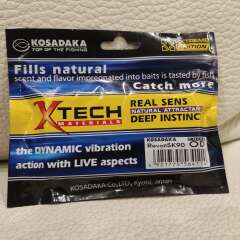 KOSADAKA
TOP OF THE FISHING
EXTREME
EDITION
Fills natural
scent and flavor impregnated into baits is tasted by fish
Catch more
XTECH
MATERIALS
REAL SENS
NATURAL ATTRACTANT
DEEP INSTINC
the DYNAMIC vibration
action with LIVE aspects
KOSADAKA
OD
KOSADAKA Co,LTD., Kyoto, Japan